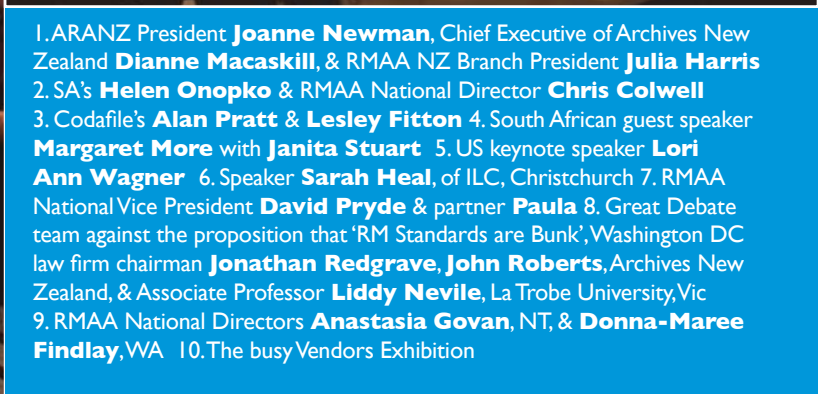 1. ARANZ President Joanne Newman, Chief Executive of Archives New
Zealand Dianne Macaskill, & RMAA NZ Branch President Julia Harris
2. SA's Helen Onopko & RMAA National Director Chris Colwell
3. Codafile's Alan Pratt & Lesley Fitton 4. South African guest speaker
Margaret More with Janita Stuart 5. US keynote speaker Lori
Ann Wagner 6. Speaker Sarah Heal, of ILC, Christchurch 7. RMAA
National Vice President David Pryde & partner Paula 8. Great Debate
team against the proposition that 'RM Standards are Bunk', Washington DC
law firm chairman Jonathan Redgrave, John Roberts, Archives New
Zealand, & Associate Professor Liddy Nevile, La Trobe University, Vic
9. RMAA National Directors Anastasia Govan, NT, & Donna-Maree
Findlay, WA 10. The busy Vendors Exhibition